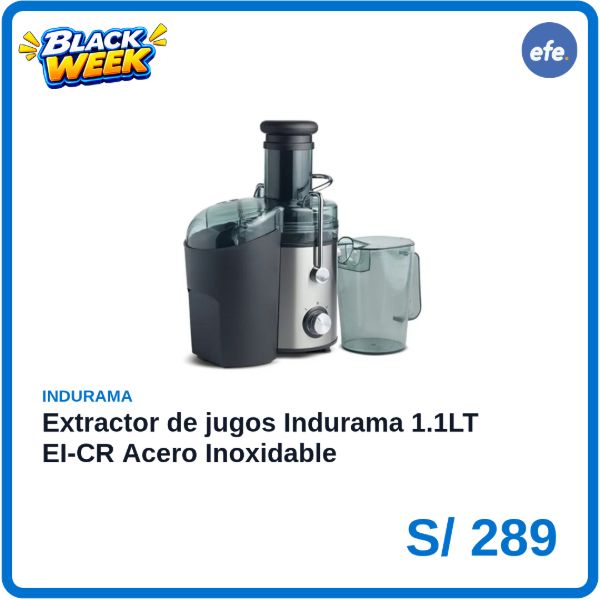 BLACK
WEEK
efe.
INDURAMA
Extractor de jugos Indurama 1.1LT
EI-CR Acero Inoxidable
S/ 289